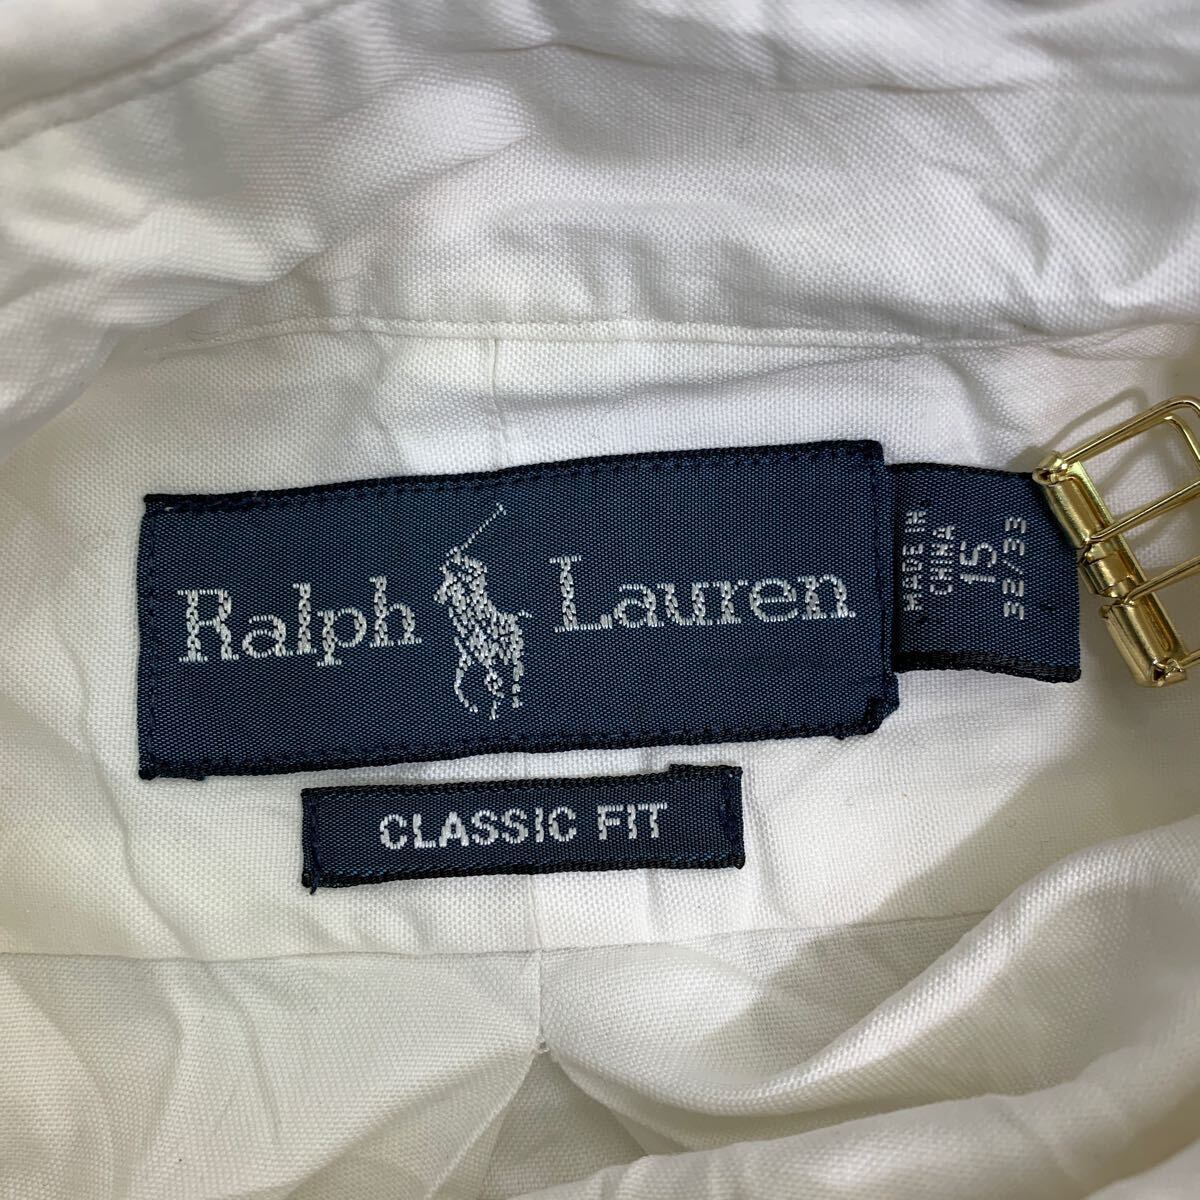 Ralph Lauren
MADE IN
CHINA
15
32/33
CLASSIC FIT